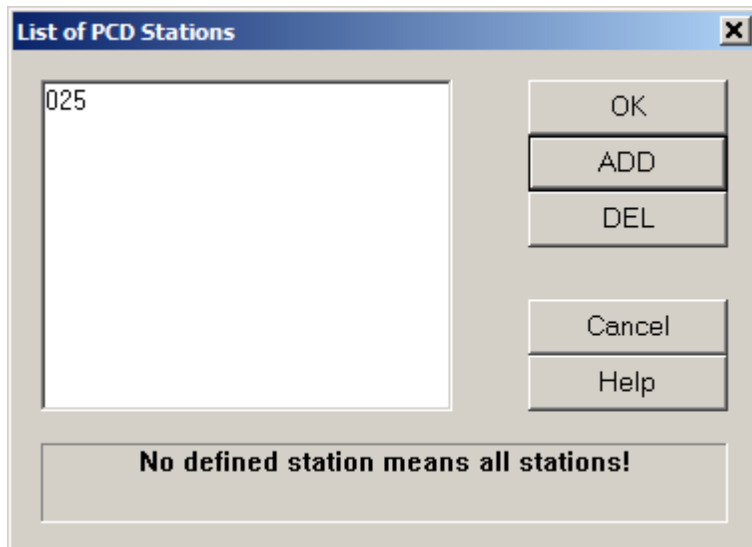 List of PCD Stations
025
OK
ADD
DEL
Cancel
Help
No defined station means all stations!